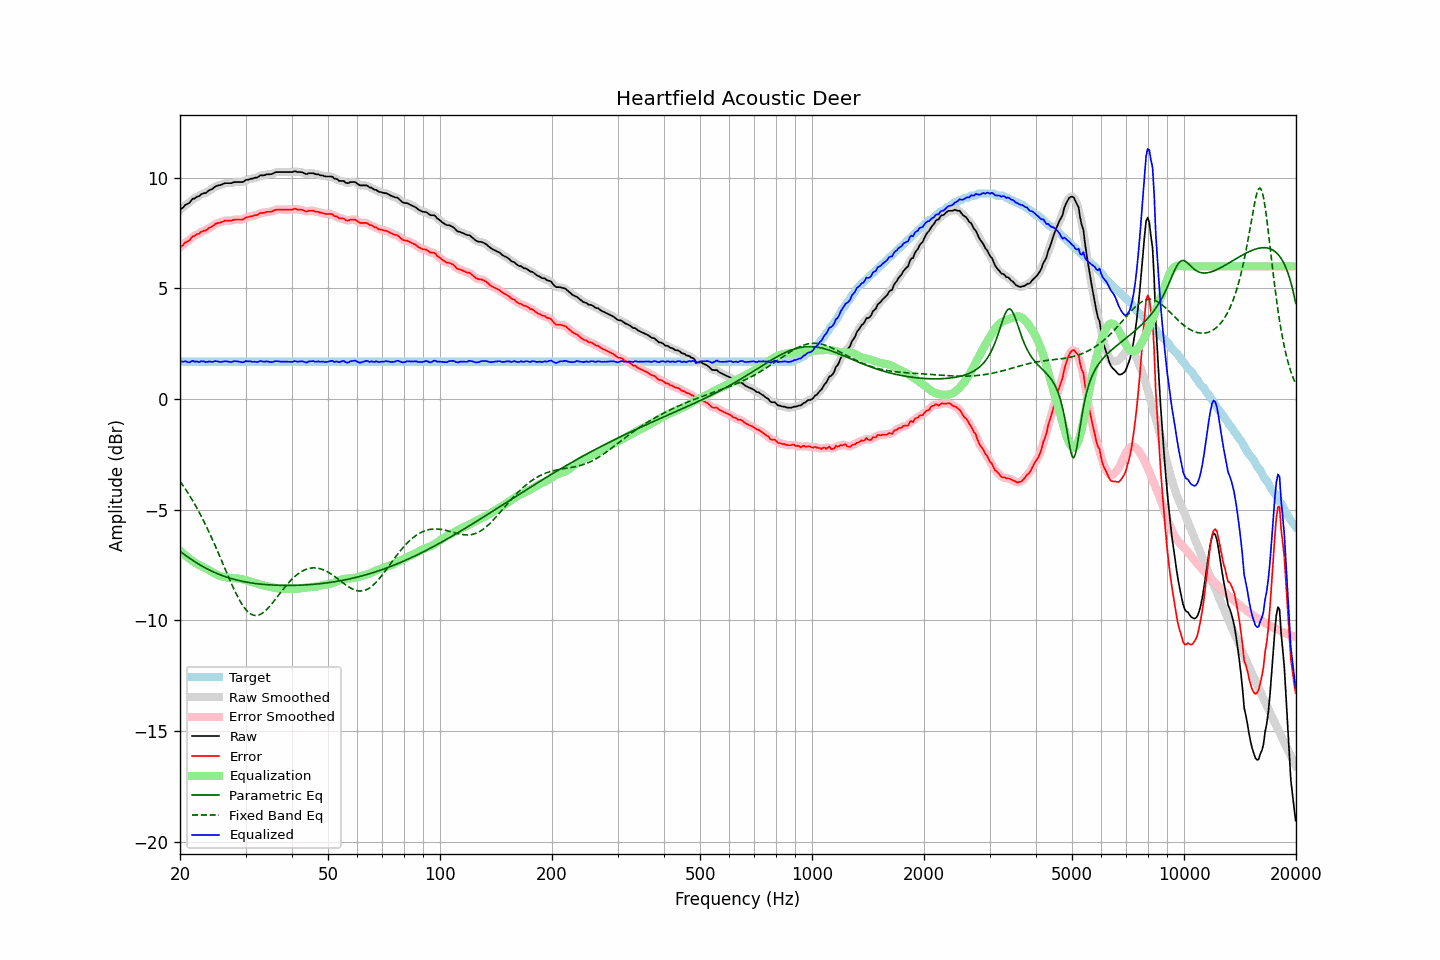 Heartfield Acoustic Deer
Amplitude (dBr)
10
5
0
−5
−10
−15
−20
Target
Raw Smoothed
Error Smoothed
Raw
Error
Equalization
Parametric Eq
Fixed Band Eq
Equalized
20 50 100 200 500 1000 2000 5000 10000 20000
Frequency (Hz)